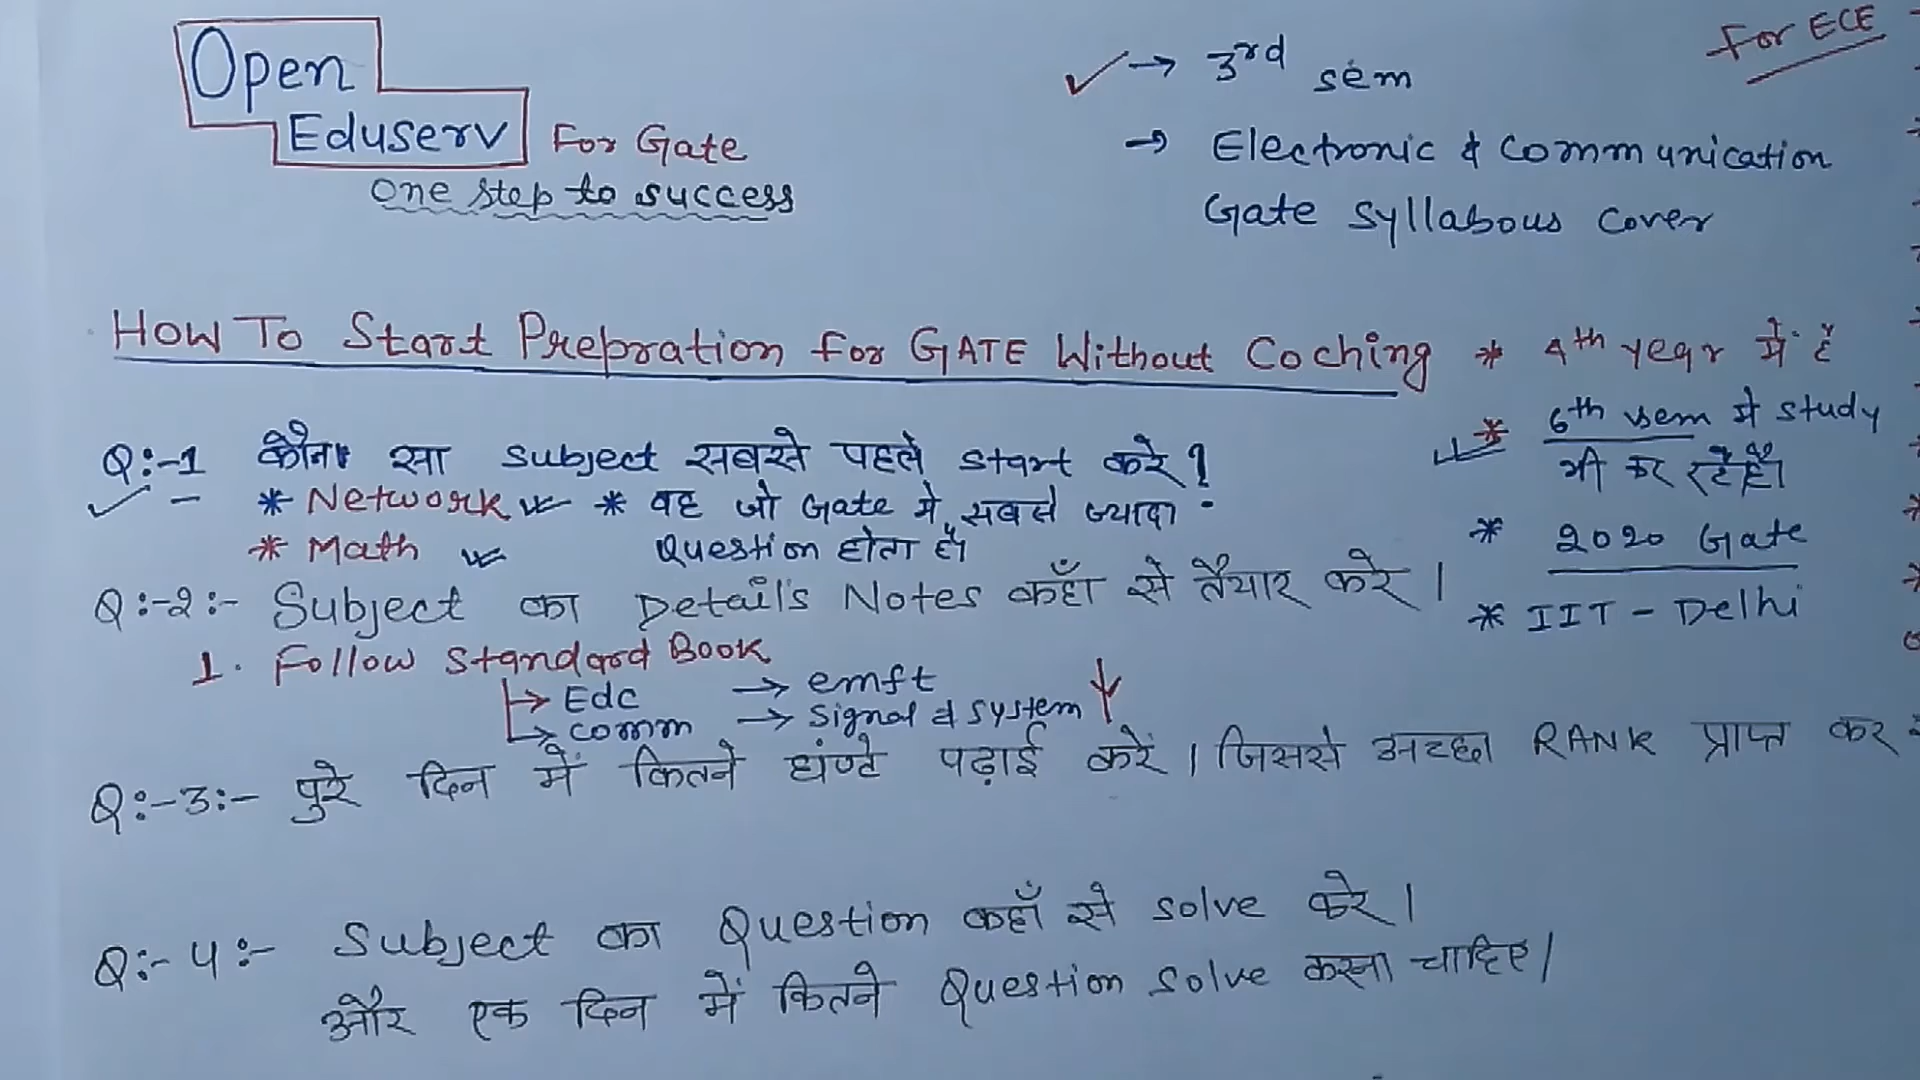 Open
Eduserv For Gate
One step to success
For ECE
→ 3rd sem
→ Electronic & Communication
Gate Syllabous Cover
HOW TO Start Prepration for GATE Without Coching
* 4th year में है
* 6th sem में study
भी कर रहे हैं।
* 2020 Gate
* IIT - Delhi
Q:-1 कौन सा subject सबसे पहले start करे?
- * Network * वह जो Gate मे सबसे ज्यादा
* Math Question होता है।
Q:-2:- Subject का Detail's Notes कहाँ से तैयार करे।
1. Follow Standard Book
→ Edc → emft
→ comm → Signal & System
Q:-3:- पुरे दिन में कितने घंण्टे पढ़ाई करें। जिससे अच्छा RANK प्राप्त कर
Q:-4:- Subject का Question कहाँ से solve करे।
और एक दिन में कितने Question solve करना चाहिए।